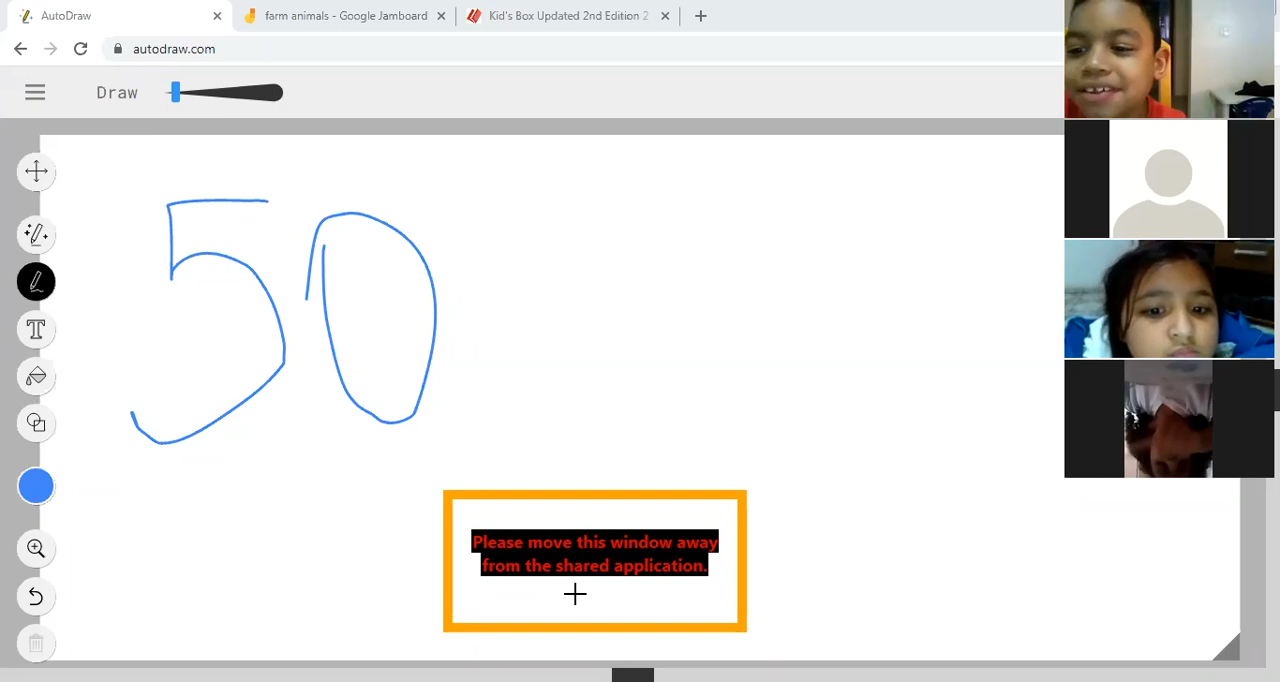 AutoDraw
farm animals - Google Jamboard
Kid's Box Updated 2nd Edition 2
autodraw.com
Draw
50
T
Please move this window away
from the shared application.